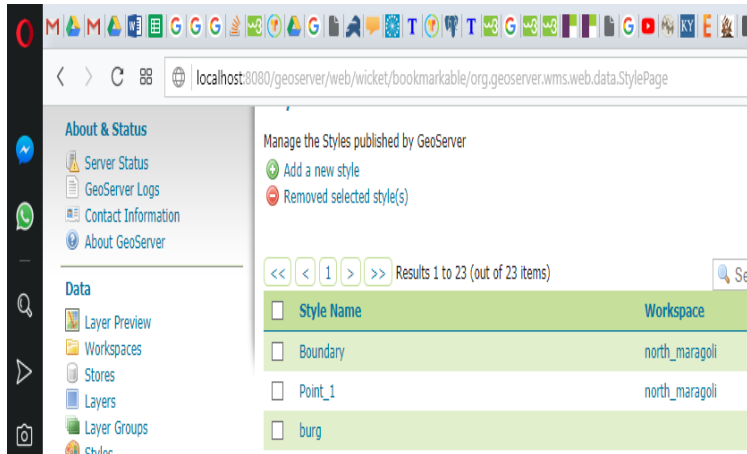 localhost:8080/geoserver/web/wicket/bookmarkable/org.geoserver.wms.web.data.StylePage
About & Status
Server Status
GeoServer Logs
Contact Information
About GeoServer
Data
Layer Preview
Workspaces
Stores
Layers
Layer Groups
Styles
Manage the Styles published by GeoServer
Add a new style
Removed selected style(s)
<< < 1 > >> Results 1 to 23 (out of 23 items) Se
Style Name Workspace
Boundary north_maragoli
Point_1 north_maragoli
burg